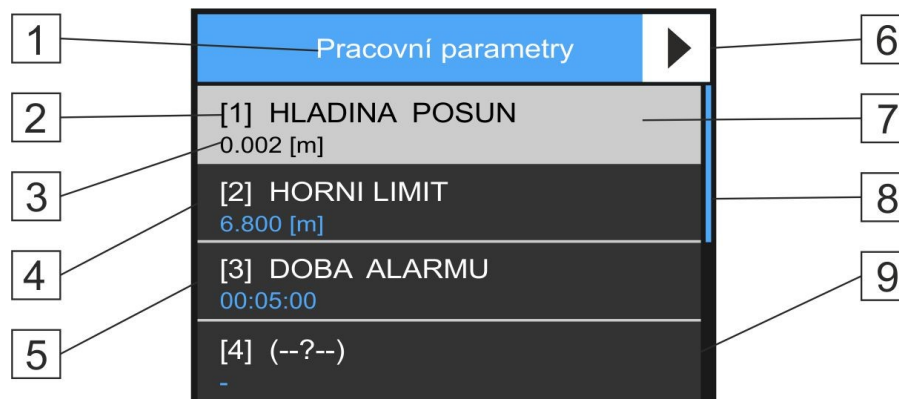 1
Pracovní parametry
6
2
[1] HLADINA POSUN
7
0.002 [m]
3
[2] HORNI LIMIT
8
6.800 [m]
4
[3] DOBA ALARMU
9
00:05:00
5
[4] (--?--)
-